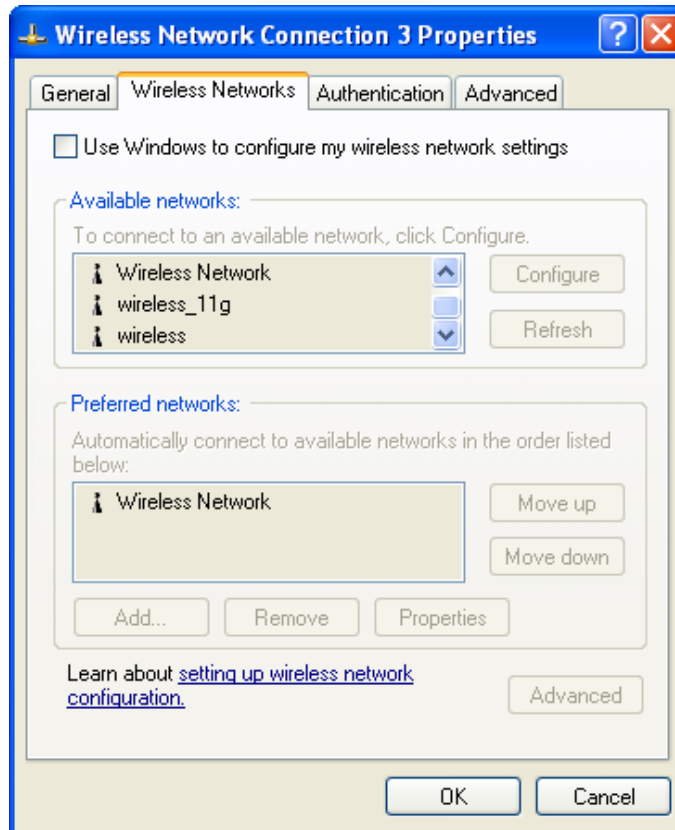 Wireless Network Connection 3 Properties
?
General Wireless Networks Authentication Advanced
Use Windows to configure my wireless network settings
Available networks:
To connect to an available network, click Configure.
Wireless Network
wireless_11g
wireless
Configure
Refresh
Preferred networks:
Automatically connect to available networks in the order listed
below:
Wireless Network
Move up
Move down
Add... Remove Properties
Learn about setting up wireless network
configuration.
Advanced
OK Cancel